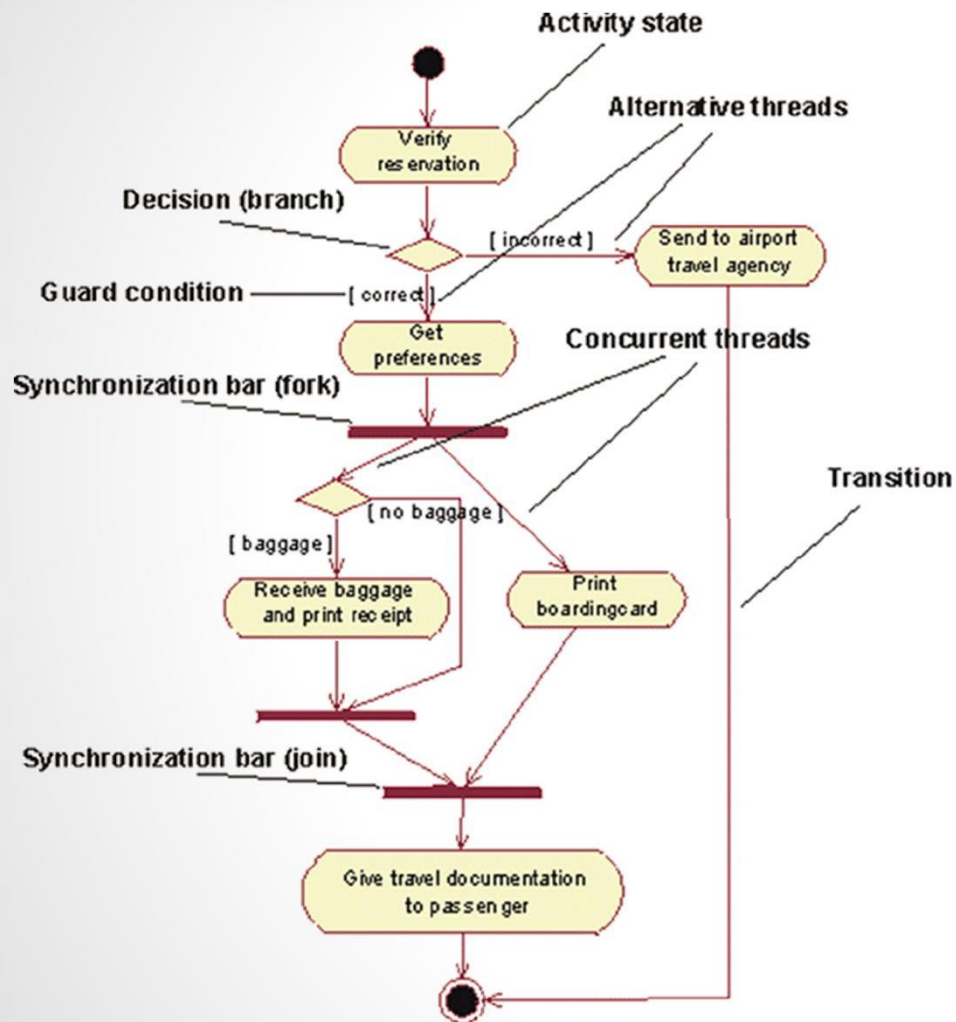 Activity state
Alternative threads
Verify
reservation
Decision (branch)
[ incorrect ]
Send to airport
travel agency
Guard condition
[ correct ]
Get
preferences
Concurrent threads
Synchronization bar (fork)
Transition
[ no baggage ]
[ baggage ]
Receive baggage
and print receipt
Print
boardingcard
Synchronization bar (join)
Give travel documentation
to passenger